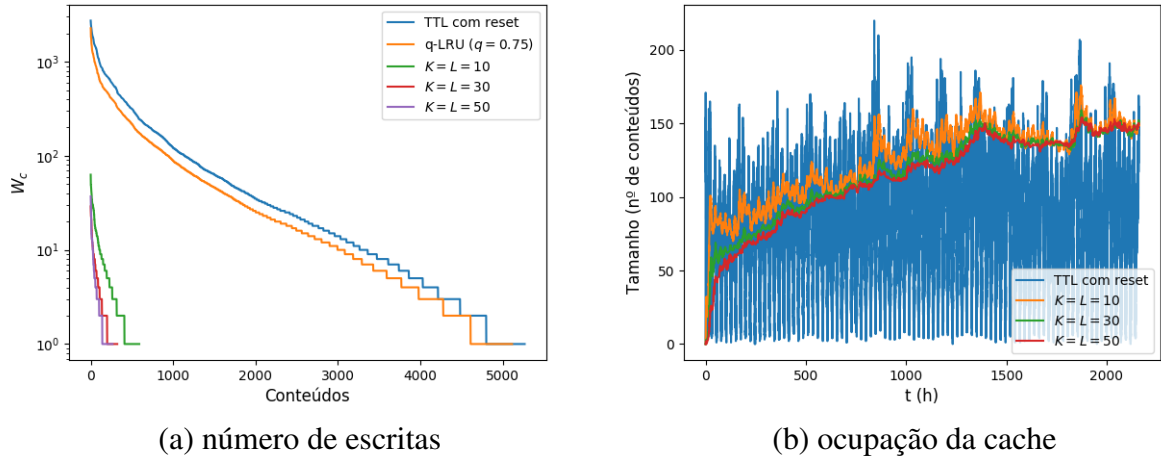 10³
10²
10¹
10⁰
W_c
0 1000 2000 3000 4000 5000
Conteúdos
TTL com reset
q-LRU (q = 0.75)
K = L = 10
K = L = 30
K = L = 50
(a) número de escritas
200
150
100
50
0
Tamanho (nº de conteúdos)
0 500 1000 1500 2000
t (h)
TTL com reset
K = L = 10
K = L = 30
K = L = 50
(b) ocupação da cache